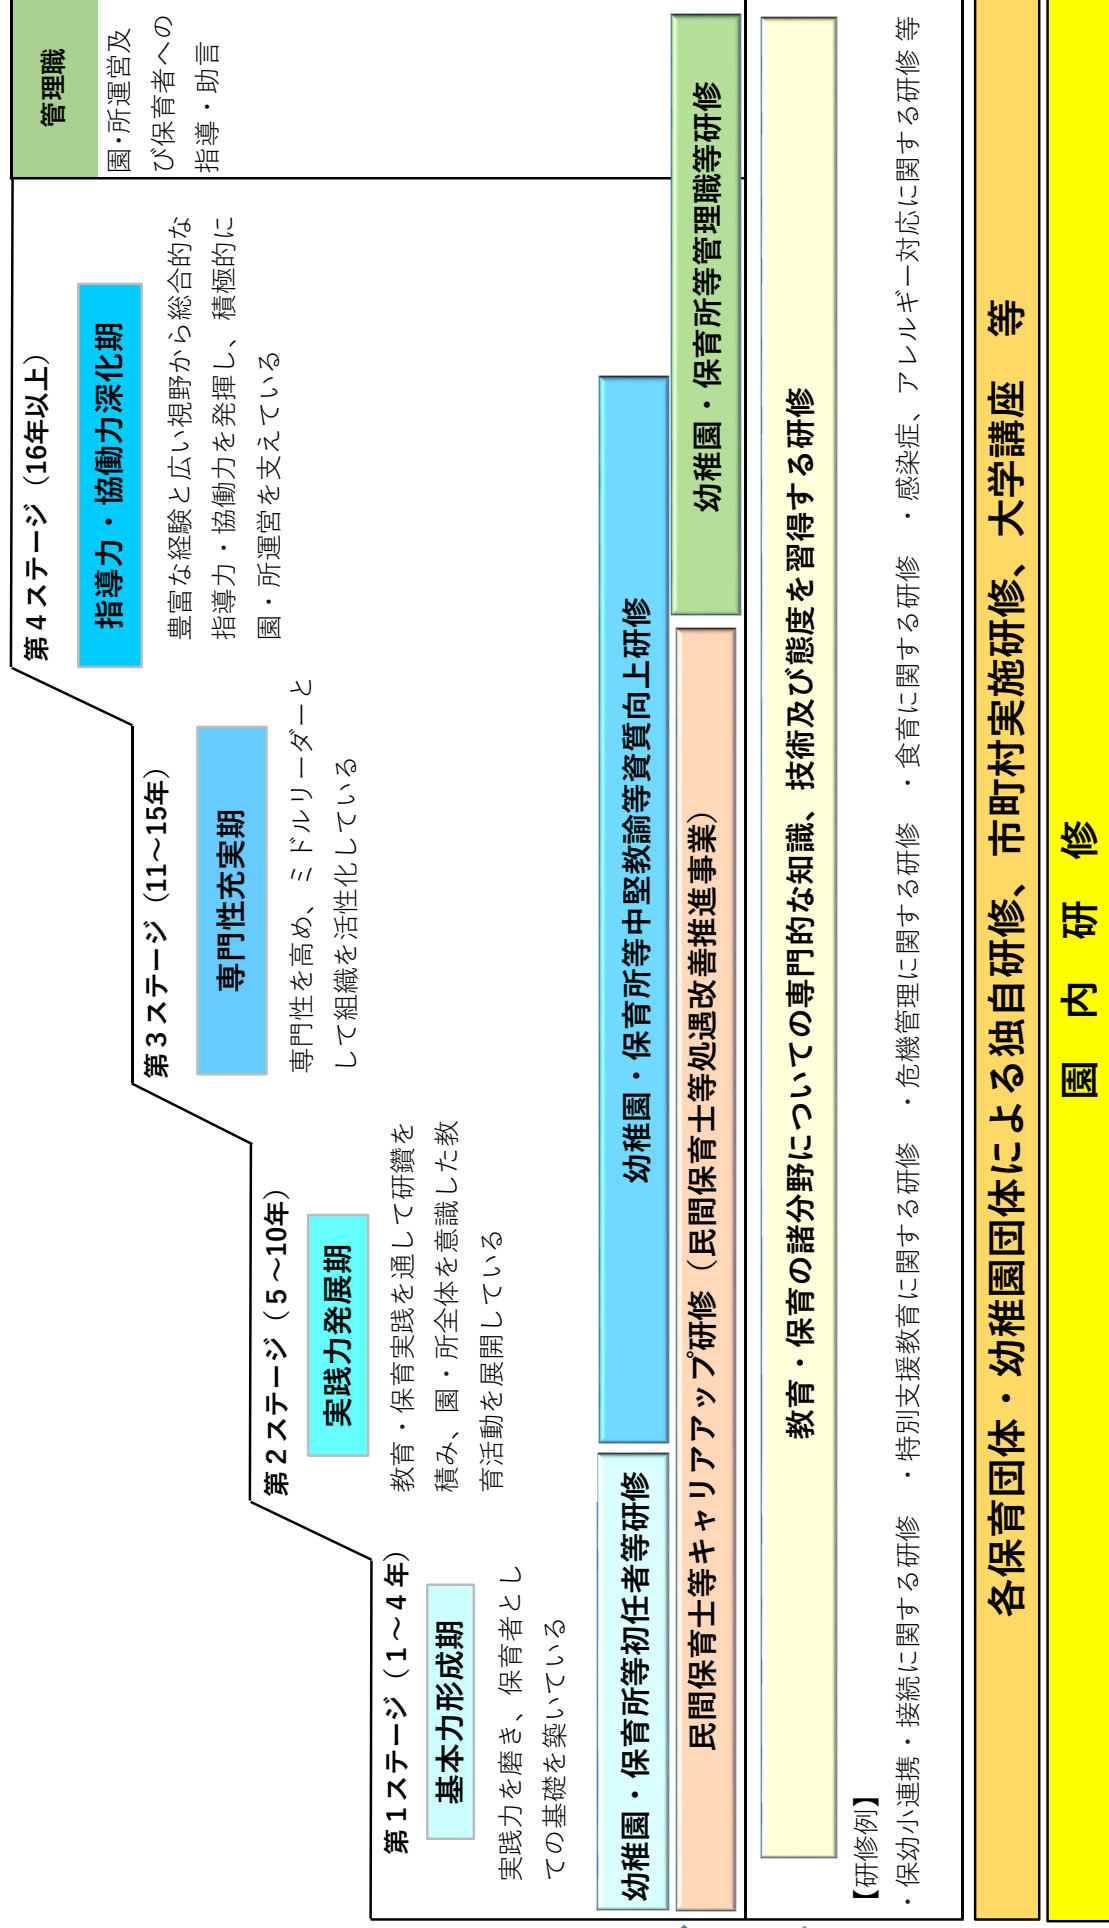 管理職
園・所運営及
び保育者への
指導・助言
第４ステージ（16年以上）
指導力・協働力深化期
豊富な経験と広い視野から総合的な
指導力・協働力を発揮し、積極的に
園・所運営を支えている
第３ステージ（11～15年）
専門性充実期
専門性を高め、ミドルリーダーと
して組織を活性化している
第２ステージ（５～10年）
実践力発展期
教育・保育実践を通して研鑽を
積み、園・所全体を意識した教
育活動を展開している
第１ステージ（１～４年）
基本力形成期
実践力を磨き、保育者とし
ての基礎を築いている
幼稚園・保育所等初任者等研修
幼稚園・保育所等中堅教諭等資質向上研修
幼稚園・保育所等管理職等研修
民間保育士等キャリアアップ研修（民間保育士等処遇改善推進事業）
教育・保育の諸分野についての専門的な知識、技術及び態度を習得する研修
【研修例】
・保幼小連携・接続に関する研修　・特別支援教育に関する研修　・危機管理に関する研修　・食育に関する研修　・感染症、アレルギー対応に関する研修 等
各保育団体・幼稚園団体による独自研修、市町村実施研修、大学講座　等
園　内　研　修